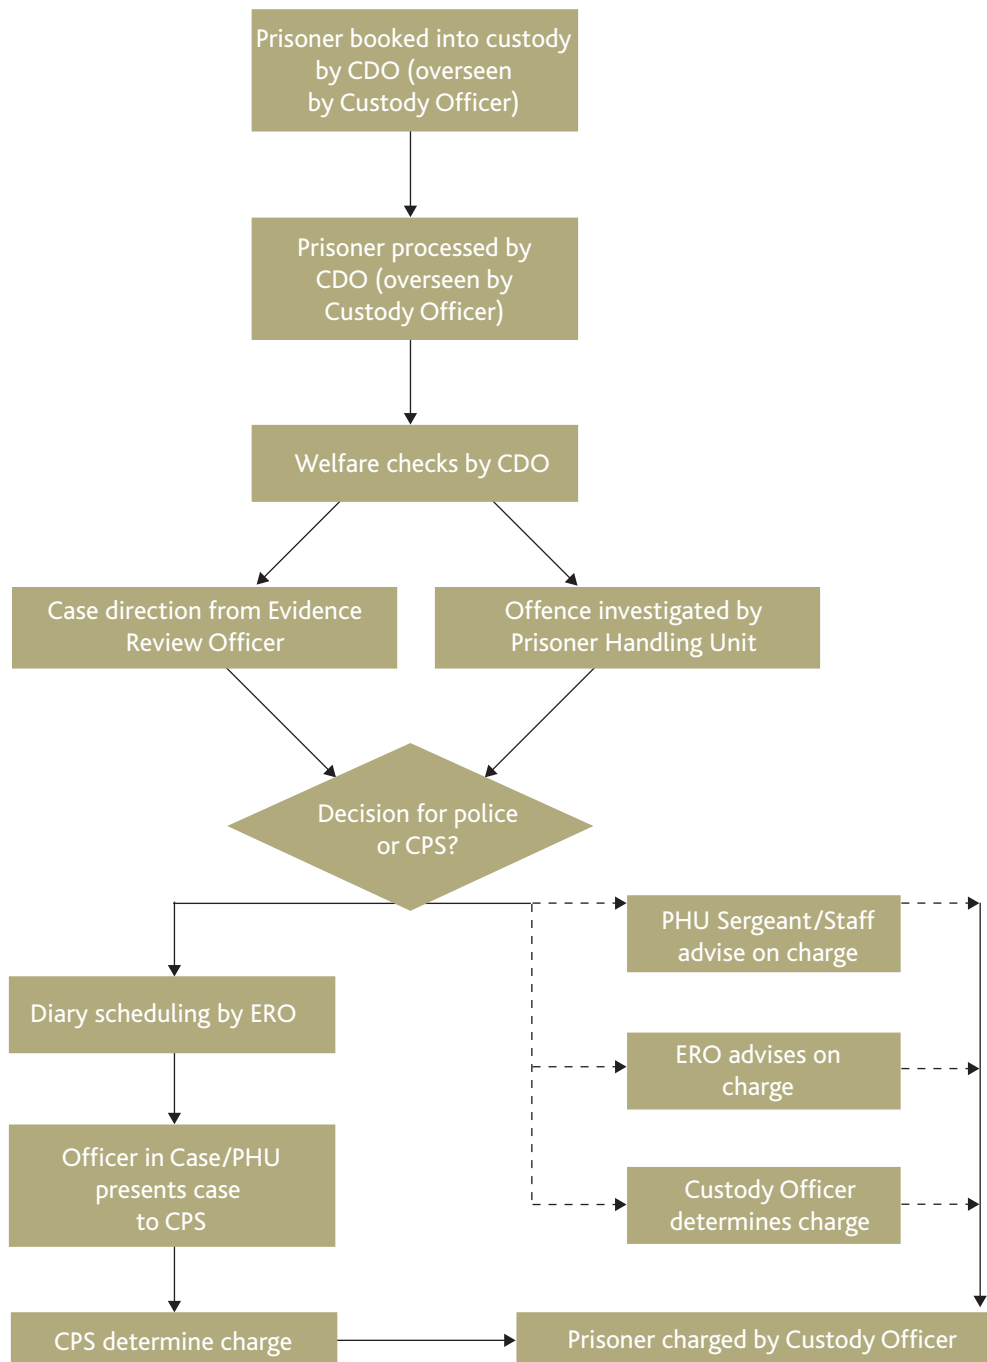 Prisoner booked into custody
by CDO (overseen
by Custody Officer)
Prisoner processed by
CDO (overseen by
Custody Officer)
Welfare checks by CDO
Case direction from Evidence
Review Officer
Offence investigated by
Prisoner Handling Unit
Decision for police
or CPS?
PHU Sergeant/Staff
advise on charge
Diary scheduling by ERO
ERO advises on
charge
Officer in Case/PHU
presents case
to CPS
Custody Officer
determines charge
CPS determine charge
Prisoner charged by Custody Officer